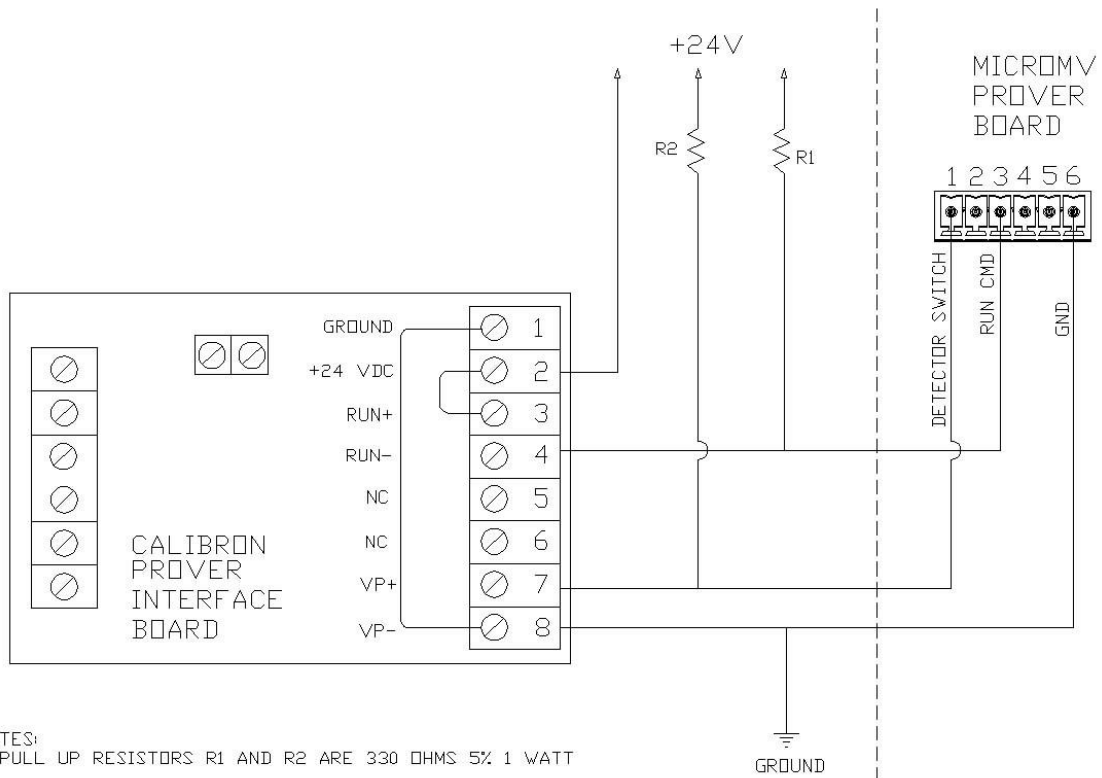 +24V
MICROMV
PROVER
BOARD
R2
R1
1 2 3 4 5 6
DETECTOR SWITCH
RUN CMD
GND
GROUND 1
+24 VDC 2
RUN+ 3
RUN- 4
NC 5
NC 6
VP+ 7
VP- 8
CALIBRON
PROVER
INTERFACE
BOARD
GROUND
TES:
PULL UP RESISTORS R1 AND R2 ARE 330 OHMS 5% 1 WATT